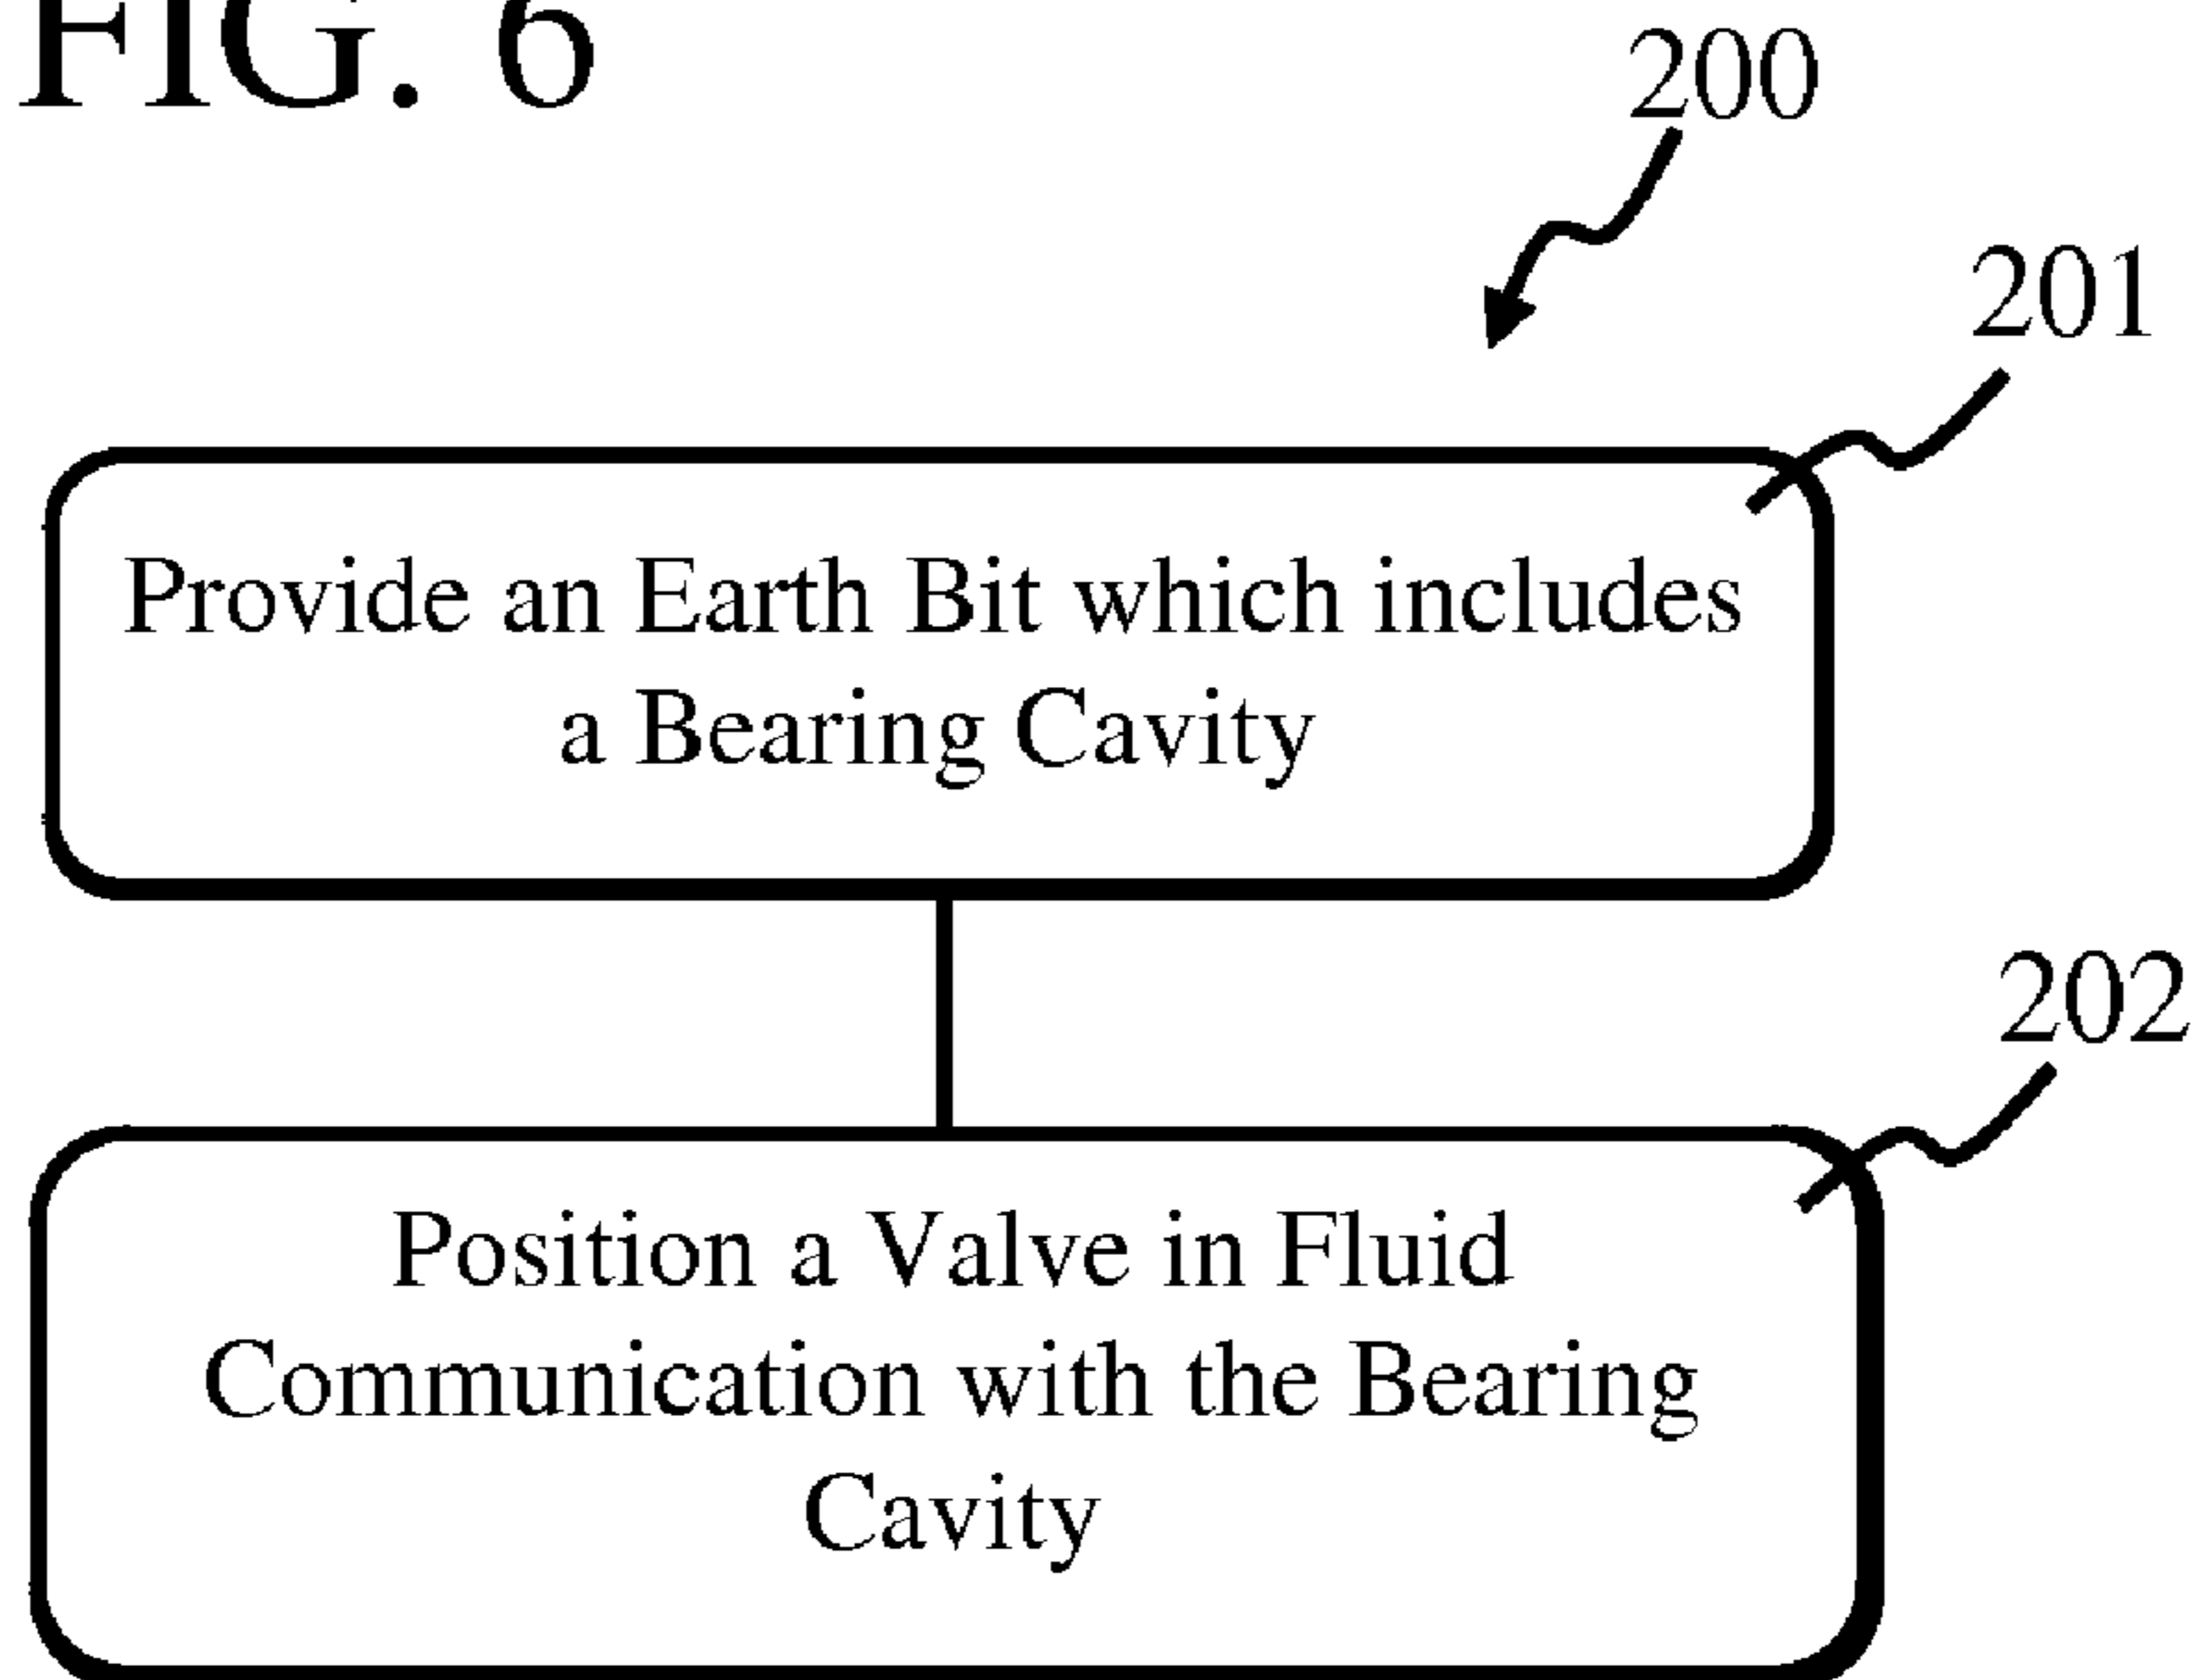 FIG. 6
200
201
Provide an Earth Bit which includes
a Bearing Cavity
202
Position a Valve in Fluid
Communication with the Bearing
Cavity